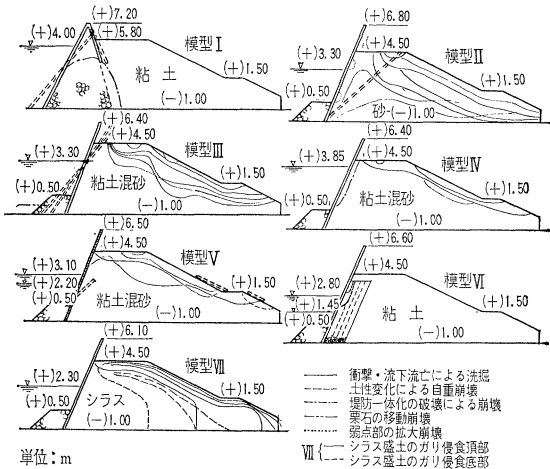 (+)7.20
(+)4.00
(+)5.80
模型Ⅰ
(+)1.50
粘土
(-)1.00
(+)6.80
(+)4.50
模型Ⅱ
(+)3.30
(+)1.50
(+)0.50
砂
(-)1.00
(+)6.40
(+)4.50
模型Ⅲ
(+)3.30
(+)1.50
(+)0.50
粘土混砂
(-)1.00
(+)6.40
(+)3.85
(+)4.50
模型Ⅳ
(+)1.50
(+)0.50
粘土混砂
(-)1.00
(+)6.50
(+)4.50
模型Ⅴ
(+)3.10
(+)2.20
(+)1.50
(+)0.50
粘土混砂
(-)1.00
(+)6.60
(+)4.50
模型Ⅵ
(+)2.80
(+)1.45
(+)1.50
(+)0.50
粘土
(-)1.00
(+)6.10
(+)4.50
模型Ⅶ
(+)2.30
(+)1.50
(+)0.50
シラス
(-)1.00
衝撃・流下流亡による洗掘
土性変化による自重崩壊
堤防一体化の破壊による崩壊
栗石の移動崩壊
弱点部の拡大崩壊
Ⅶ
シラス盛土のガリ侵食頂部
シラス盛土のガリ侵食底部
単位:m